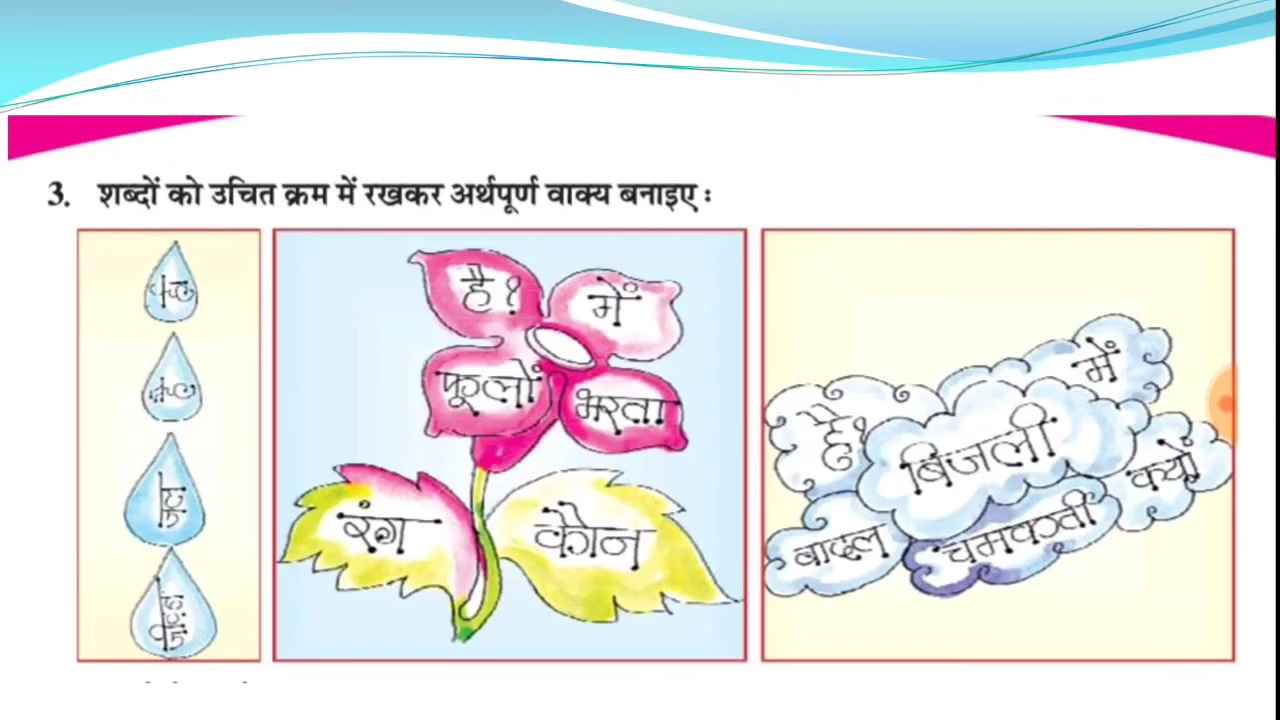 3. शब्दों को उचित क्रम में रखकर अर्थपूर्ण वाक्य बनाइए :
है?
में
फूलों
भरता
रंग
कौन
में
है?
बिजली
क्यों
बादल
चमकती